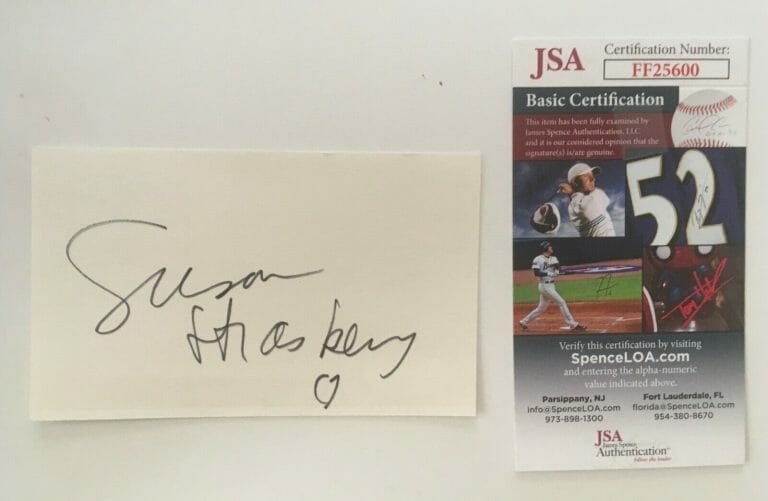 Susan
Strasberg
JSA
Certification Number:
FF25600
Basic Certification
This item has been fully examined by
James Spence Authentication, LLC
and it is our considered opinion that the
signature(s) is/are genuine.
52
Verify this certification by visiting
SpenceLOA.com
and entering the alpha-numeric
value indicated above.
Parsippany, NJ
info@SpenceLOA.com
973-898-1300
Fort Lauderdale, FL
florida@SpenceLOA.com
954-380-8670
JSA
James Spence
Authentication
follow the leader